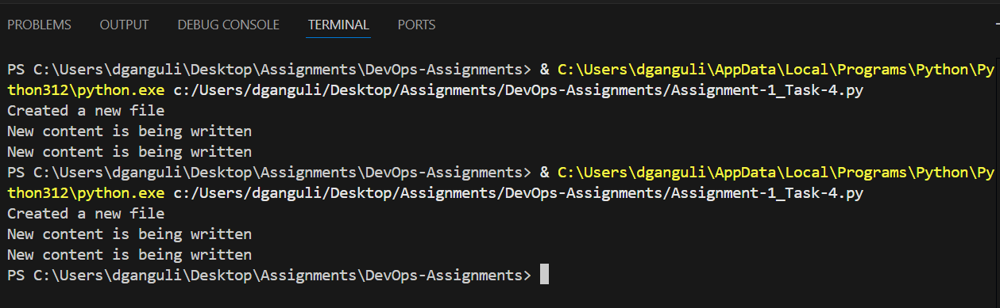 PROBLEMS OUTPUT DEBUG CONSOLE TERMINAL PORTS
PS C:\Users\dganguli\Desktop\Assignments\DevOps-Assignments> & C:\Users\dganguli\AppData\Local\Programs\Python\Py
thon312\python.exe c:/Users/dganguli/Desktop/Assignments/DevOps-Assignments/Assignment-1_Task-4.py
Created a new file
New content is being written
New content is being written
PS C:\Users\dganguli\Desktop\Assignments\DevOps-Assignments> & C:\Users\dganguli\AppData\Local\Programs\Python\Py
thon312\python.exe c:/Users/dganguli/Desktop/Assignments/DevOps-Assignments/Assignment-1_Task-4.py
Created a new file
New content is being written
New content is being written
PS C:\Users\dganguli\Desktop\Assignments\DevOps-Assignments>